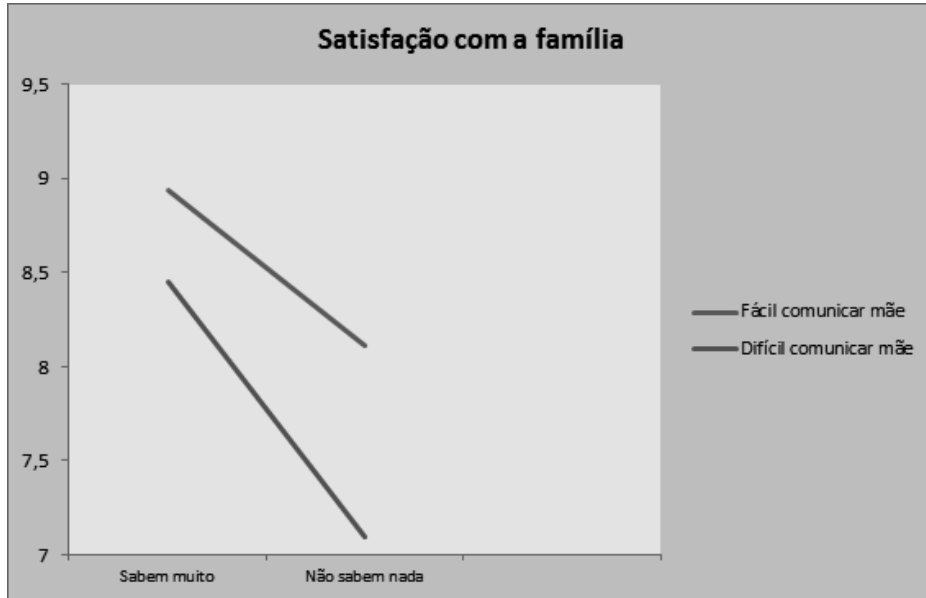 Satisfação com a família
9,5
9
8,5
8
7,5
7
Sabem muito
Não sabem nada
Fácil comunicar mãe
Difícil comunicar mãe